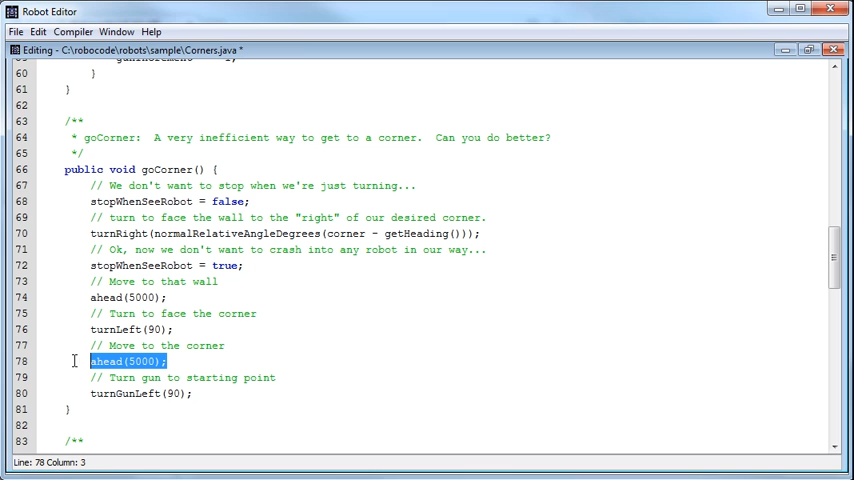 Robot Editor
File Edit Compiler Window Help
Editing - C:\robocode\robots\sample\Corners.java *
60 }
61 }
62
63 /**
64 * goCorner: A very inefficient way to get to a corner. Can you do better?
65 */
66 public void goCorner() {
67 // We don't want to stop when we're just turning...
68 stopWhenSeeRobot = false;
69 // turn to face the wall to the "right" of our desired corner.
70 turnRight(normalRelativeAngleDegrees(corner - getHeading()));
71 // Ok, now we don't want to crash into any robot in our way...
72 stopWhenSeeRobot = true;
73 // Move to that wall
74 ahead(5000);
75 // Turn to face the corner
76 turnLeft(90);
77 // Move to the corner
78 ahead(5000);
79 // Turn gun to starting point
80 turnGunLeft(90);
81 }
82
83 /**
Line: 78 Column: 3